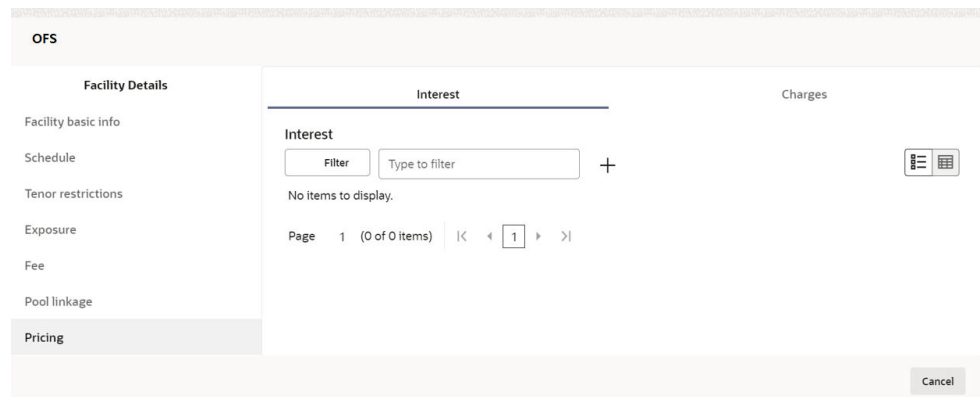 OFS
Facility Details
Facility basic info
Schedule
Tenor restrictions
Exposure
Fee
Pool linkage
Pricing
Interest Charges
Interest
Filter Type to filter
No items to display.
Page 1 (0 of 0 items) 1
Cancel